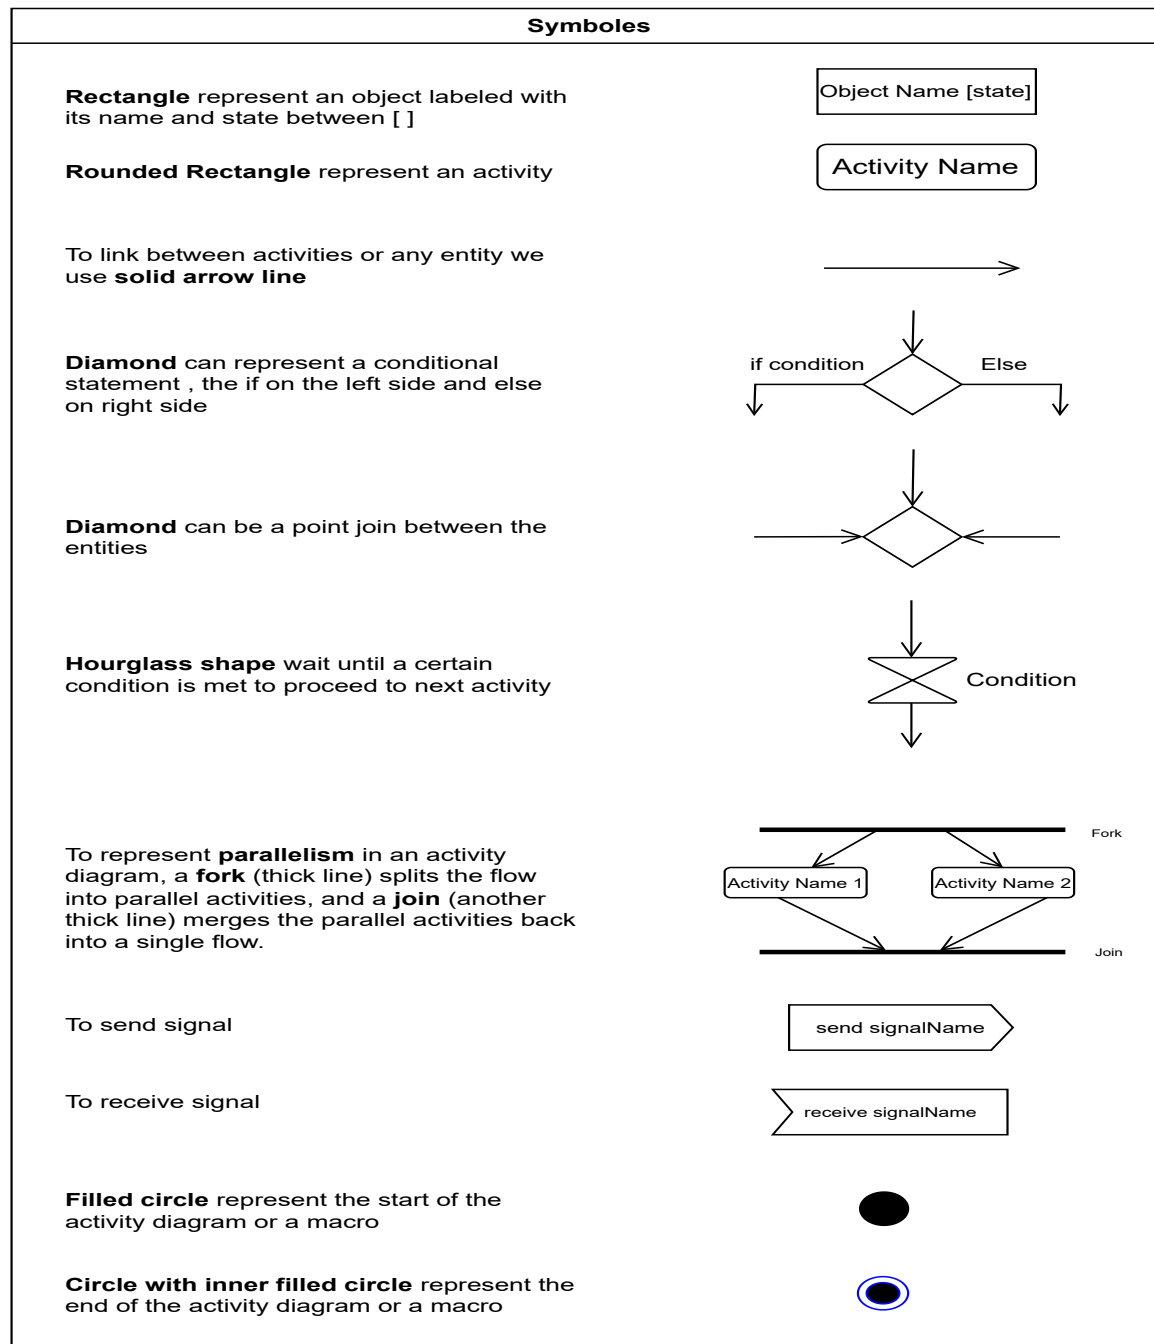 Symboles
Rectangle represent an object labeled with
its name and state between [ ]
Object Name [state]
Rounded Rectangle represent an activity
Activity Name
To link between activities or any entity we
use solid arrow line
Diamond can represent a conditional
statement , the if on the left side and else
on right side
if condition
Else
Diamond can be a point join between the
entities
Hourglass shape wait until a certain
condition is met to proceed to next activity
Condition
To represent parallelism in an activity
diagram, a fork (thick line) splits the flow
into parallel activities, and a join (another
thick line) merges the parallel activities back
into a single flow.
Fork
Activity Name 1
Activity Name 2
Join
To send signal
send signalName
To receive signal
receive signalName
Filled circle represent the start of the
activity diagram or a macro
Circle with inner filled circle represent the
end of the activity diagram or a macro